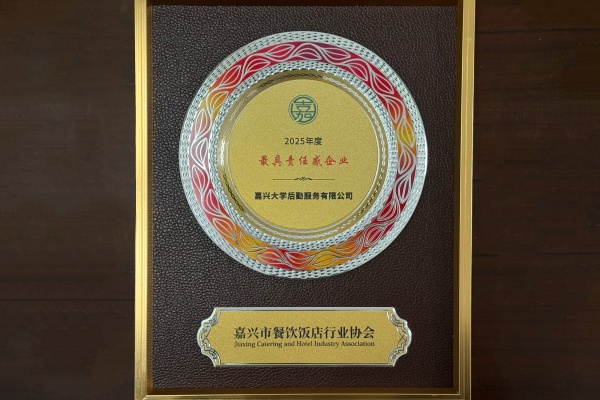 嘉
2025年度
最具责任感企业
嘉兴大学后勤服务有限公司
嘉兴市餐饮饭店行业协会
Jiaxing Catering and Hotel Industry Association